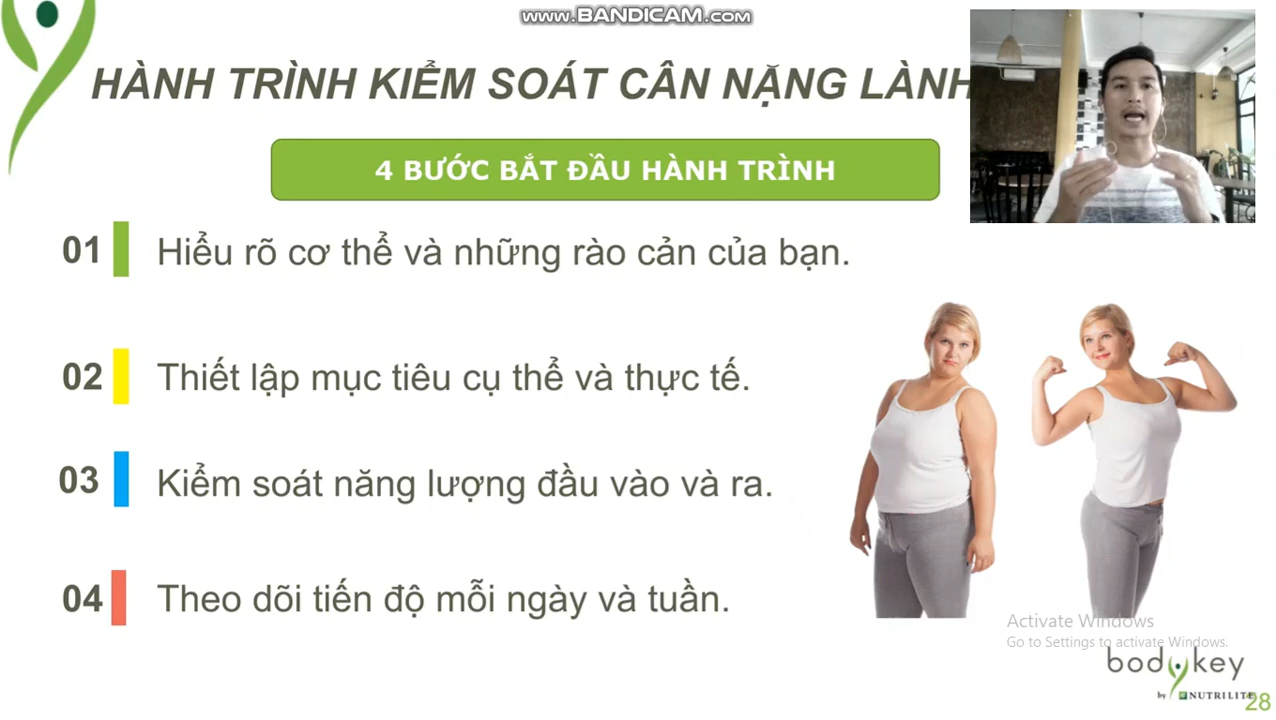 www.BANDICAM.com
HÀNH TRÌNH KIỂM SOÁT CÂN NẶNG LÀNH
4 BƯỚC BẮT ĐẦU HÀNH TRÌNH
01 Hiểu rõ cơ thể và những rào cản của bạn.
02 Thiết lập mục tiêu cụ thể và thực tế.
03 Kiểm soát năng lượng đầu vào và ra.
04 Theo dõi tiến độ mỗi ngày và tuần.
Activate Windows
Go to Settings to activate Windows.
bodykey
by NUTRILITE
28